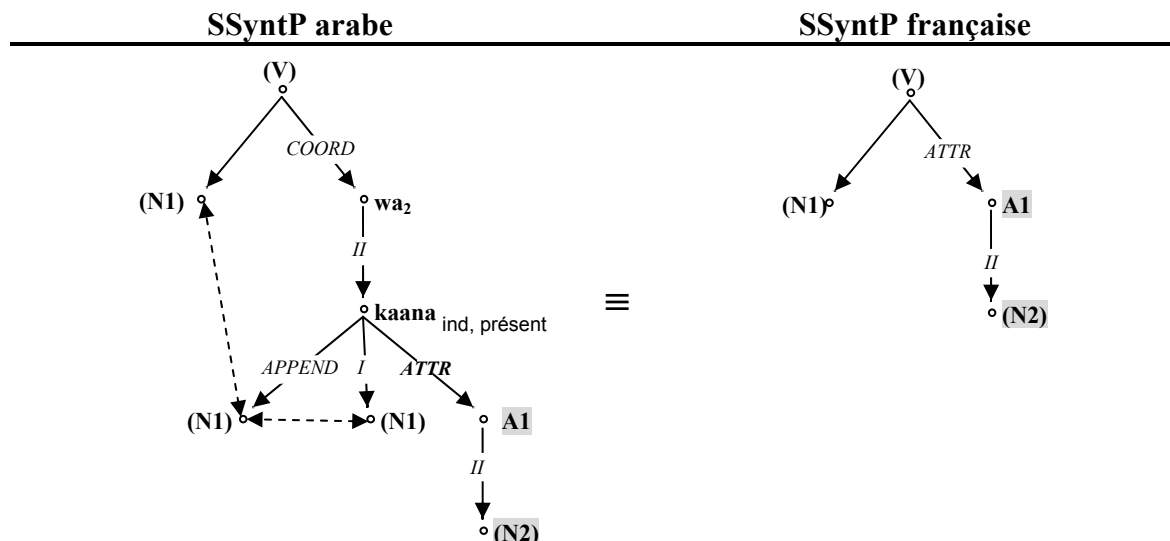 SSyntP arabe SSyntP française
(V) (V)
COORD ATTR
(N1) wa₂ (N1) A1
II II
≡
kaana ind, présent (N2)
APPEND I ATTR
(N1) (N1) A1
II
(N2)